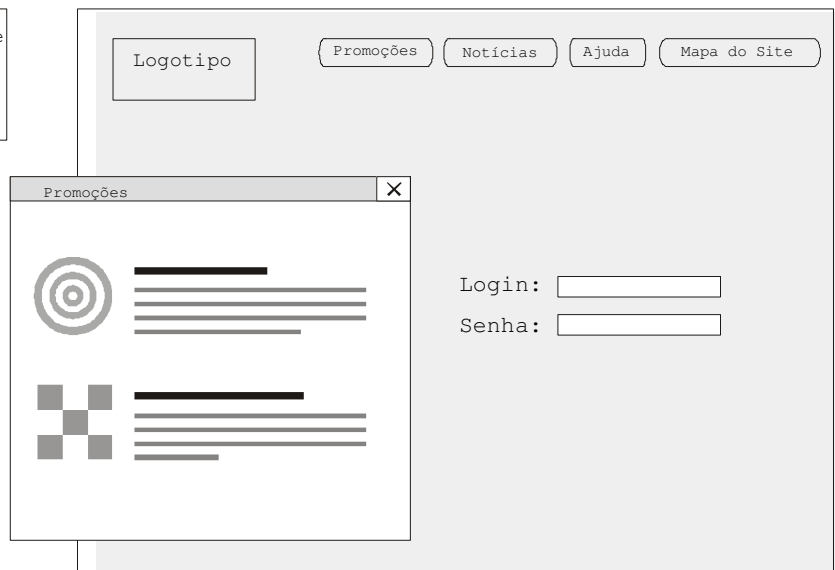 Logotipo
Promoções
Notícias
Ajuda
Mapa do Site
Promoções
Login:
Senha: